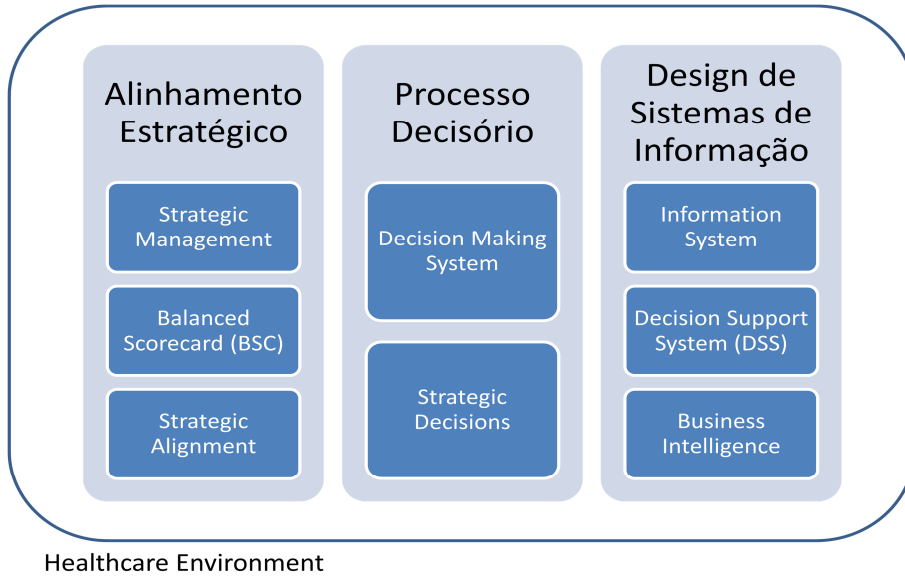 Alinhamento
Estratégico
Strategic
Management
Balanced
Scorecard (BSC)
Strategic
Alignment
Processo
Decisório
Decision Making
System
Strategic
Decisions
Design de
Sistemas de
Informação
Information
System
Decision Support
System (DSS)
Business
Intelligence
Healthcare Environment